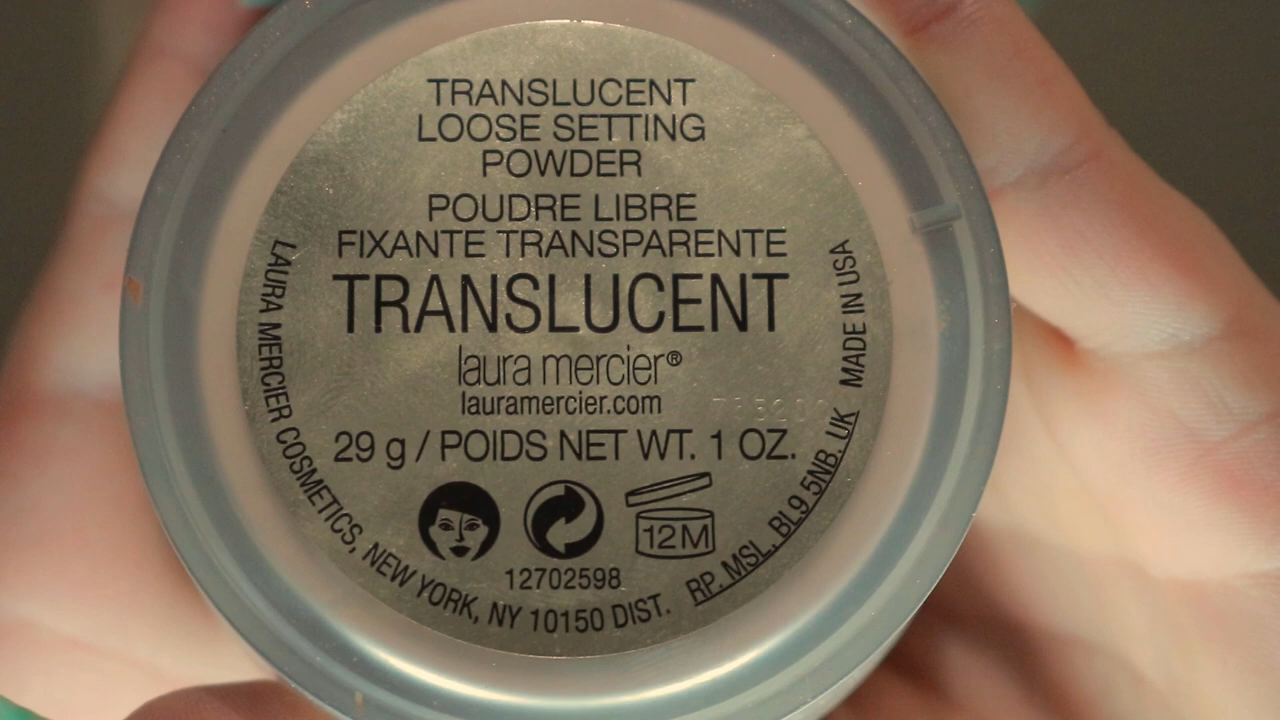 TRANSLUCENT
LOOSE SETTING
POWDER
POUDRE LIBRE
FIXANTE TRANSPARENTE
TRANSLUCENT
laura mercier®
lauramercier.com
29 g / POIDS NET WT. 1 OZ.
12M
12702598
LAURA MERCIER COSMETICS, NEW YORK, NY 10150 DIST. RP. MSL, BL9 5NB. UK MADE IN USA